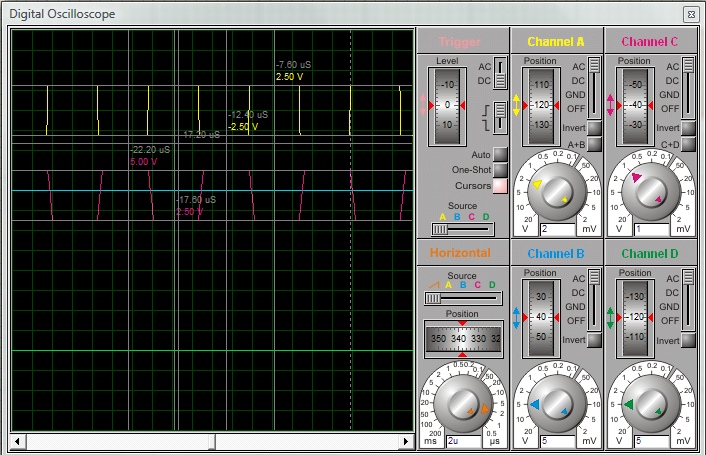 Digital Oscilloscope
-7.60 uS
2.50 V
-12.40 uS
-2.50 V
-17.20 uS
-22.20 uS
5.00 V
-17.60 uS
2.50 V
Trigger
Level
AC
DC
-10
0
10
Auto
One-Shot
Cursors
Source
A B C D
Channel A
Position
AC
DC
GND
OFF
110
120
130
Invert
A+B
0.5 0.2 0.1
1
2
5
10
20
50
20
10
5
2
V
2
mV
Channel C
Position
AC
DC
GND
OFF
-50
-40
-30
Invert
C+D
0.5 0.2 0.1
1
2
5
10
20
50
20
10
5
2
V
1
mV
Horizontal
Source
A B C D
Position
350 340 330 32
0.5 0.2 0.1
1
2
5
10
20
50
100
200
50
20
10
5
2
1
0.5
ms
2u
µs
Channel B
Position
AC
DC
GND
OFF
30
40
50
Invert
0.5 0.2 0.1
1
2
5
10
20
50
20
10
5
2
V
5
mV
Channel D
Position
AC
DC
GND
OFF
-130
-120
-110
Invert
0.5 0.2 0.1
1
2
5
10
20
50
20
10
5
2
V
5
mV